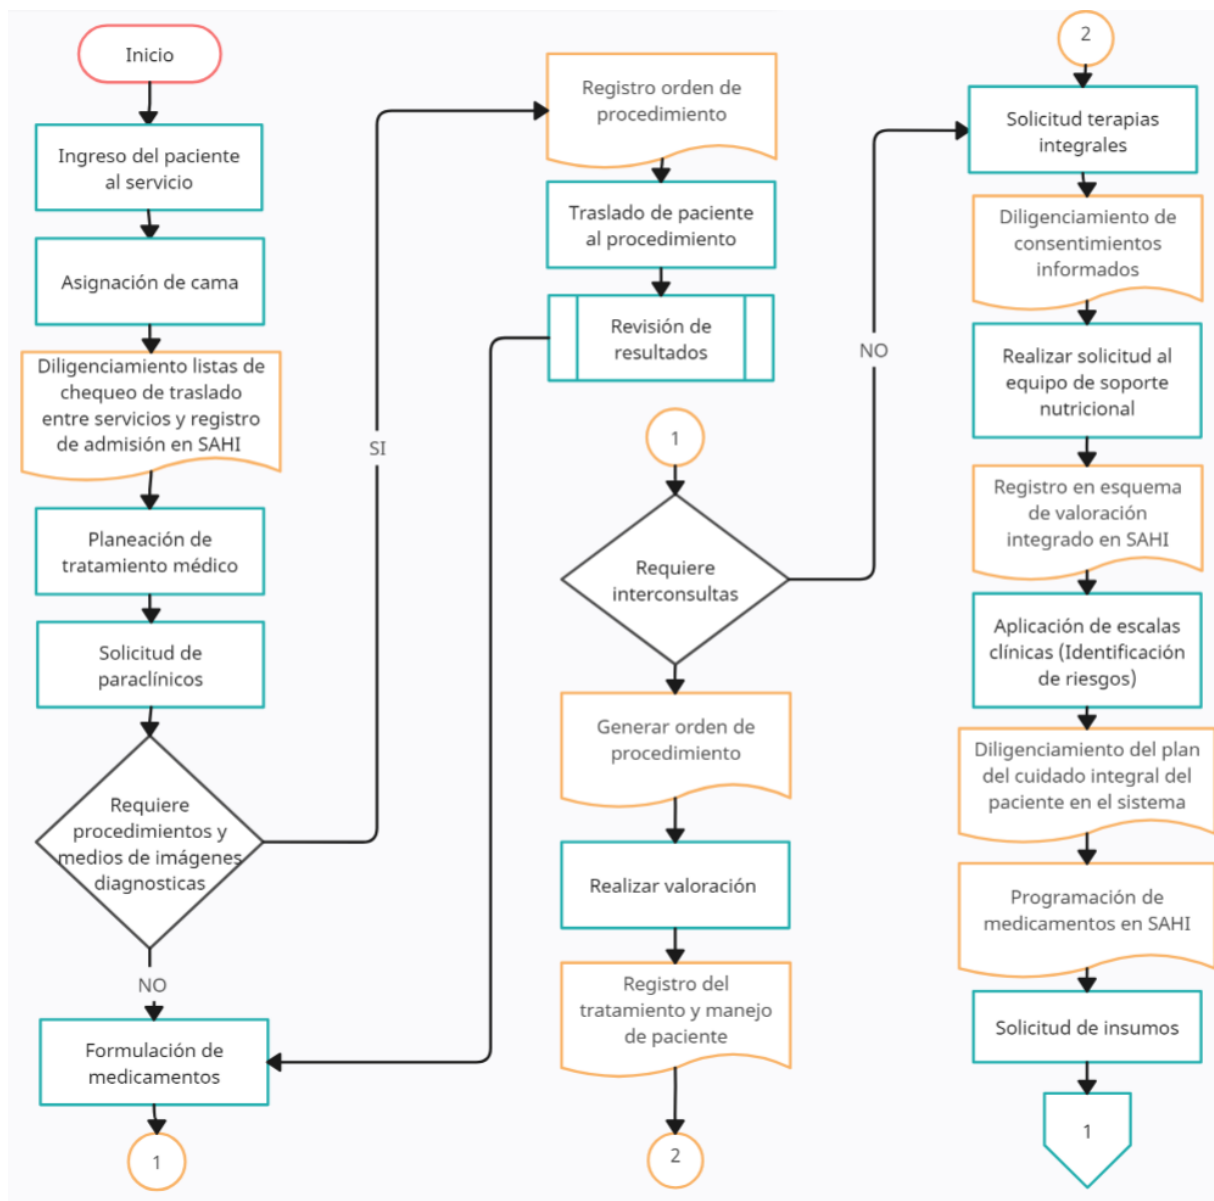 Inicio
Ingreso del paciente
al servicio
Asignación de cama
Diligenciamiento listas de
chequeo de traslado
entre servicios y registro
de admisión en SAHI
Planeación de
tratamiento médico
Solicitud de
paraclínicos
Requiere
procedimientos y
medios de imágenes
diagnosticas
NO
Formulación de
medicamentos
1
SI
Registro orden de
procedimiento
Traslado de paciente
al procedimiento
Revisión de
resultados
1
Requiere
interconsultas
NO
Generar orden de
procedimiento
Realizar valoración
Registro del
tratamiento y manejo
de paciente
2
2
Solicitud terapias
integrales
Diligenciamiento de
consentimientos
informados
Realizar solicitud al
equipo de soporte
nutricional
Registro en esquema
de valoración
integrado en SAHI
Aplicación de escalas
clínicas (Identificación
de riesgos)
Diligenciamiento del plan
del cuidado integral del
paciente en el sistema
Programación de
medicamentos en SAHI
Solicitud de insumos
1